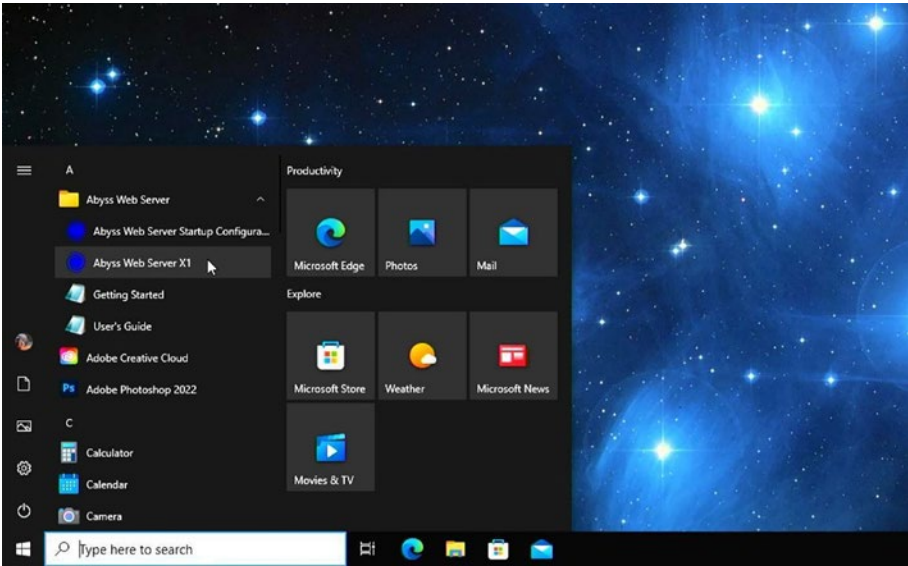 A
Abyss Web Server
Abyss Web Server Startup Configura...
Abyss Web Server X1
Getting Started
User's Guide
Adobe Creative Cloud
Ps Adobe Photoshop 2022
C
Calculator
Calendar
Camera
Productivity
Microsoft Edge
Photos
Mail
Explore
Microsoft Store
Weather
Microsoft News
Movies & TV
Type here to search